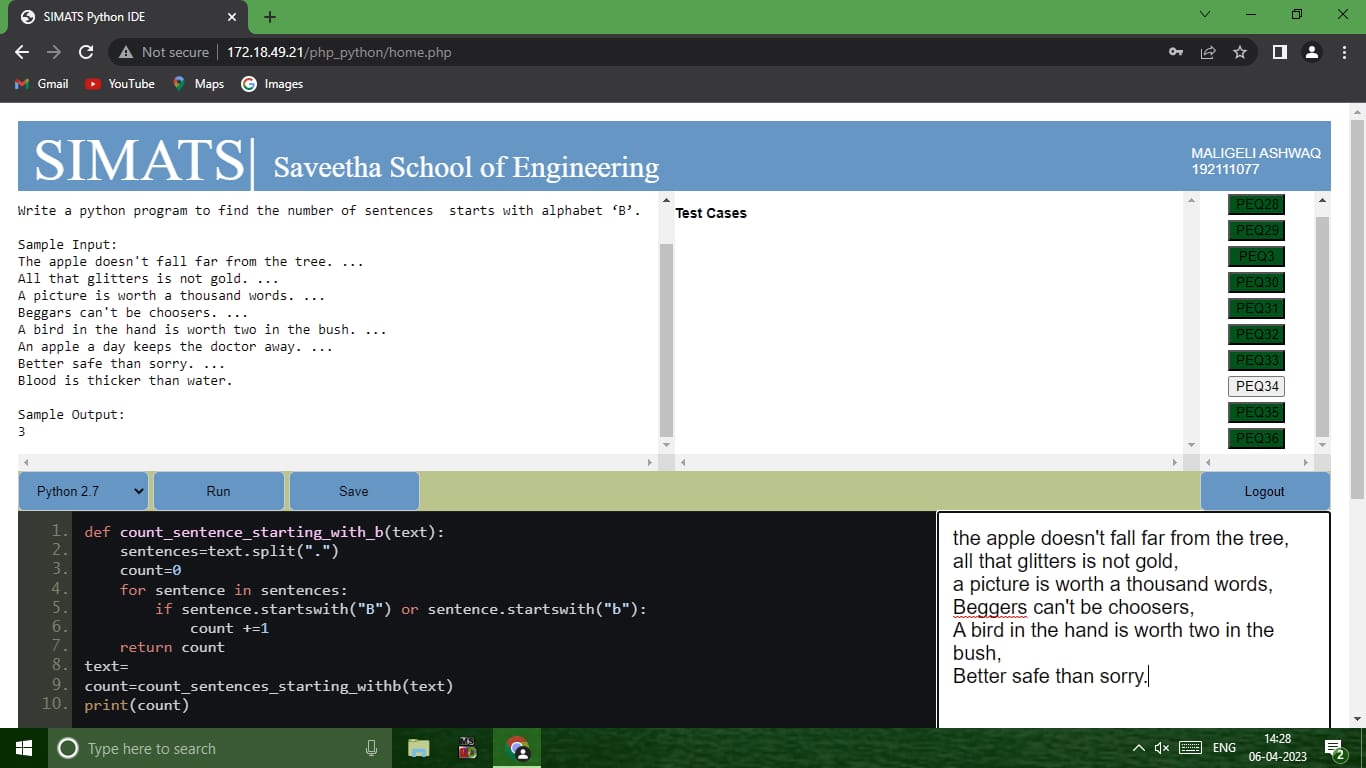 SIMATS Python IDE
Not secure
172.18.49.21/php_python/home.php
Gmail
YouTube
Maps
Images
SIMATS|
Saveetha School of Engineering
MALIGELI ASHWAQ
192111077
Write a python program to find the number of sentences  starts with alphabet ‘B’.
Sample Input:
The apple doesn't fall far from the tree. ...
All that glitters is not gold. ...
A picture is worth a thousand words. ...
Beggars can't be choosers. ...
A bird in the hand is worth two in the bush. ...
An apple a day keeps the doctor away. ...
Better safe than sorry. ...
Blood is thicker than water.
Sample Output:
3
Test Cases
PEQ28
PEQ29
PEQ3
PEQ30
PEQ31
PEQ32
PEQ33
PEQ34
PEQ35
PEQ36
Python 2.7
Run
Save
Logout
1. def count_sentence_starting_with_b(text):
2.     sentences=text.split(".")
3.     count=0
4.     for sentence in sentences:
5.         if sentence.startswith("B") or sentence.startswith("b"):
6.             count +=1
7.     return count
8. text=
9. count=count_sentences_starting_withb(text)
10. print(count)
the apple doesn't fall far from the tree,
all that glitters is not gold,
a picture is worth a thousand words,
Beggers can't be choosers,
A bird in the hand is worth two in the
bush,
Better safe than sorry.
Type here to search
ENG
14:28
06-04-2023
2